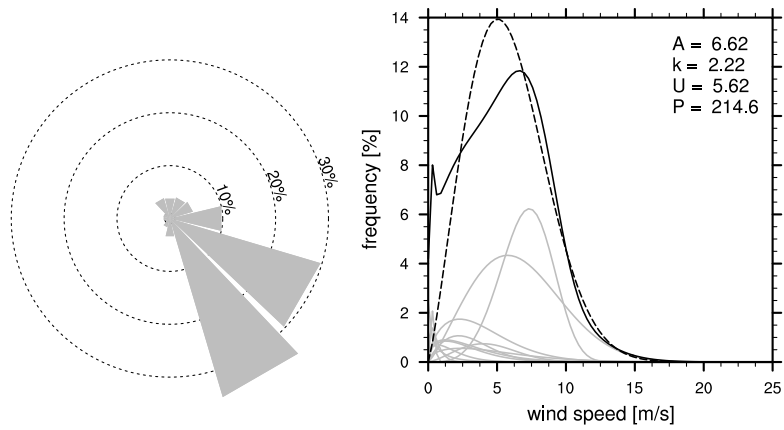 10%
20%
30%
14
12
10
8
6
4
2
0
frequency [%]
A = 6.62
k = 2.22
U = 5.62
P = 214.6
0 5 10 15 20 25
wind speed [m/s]